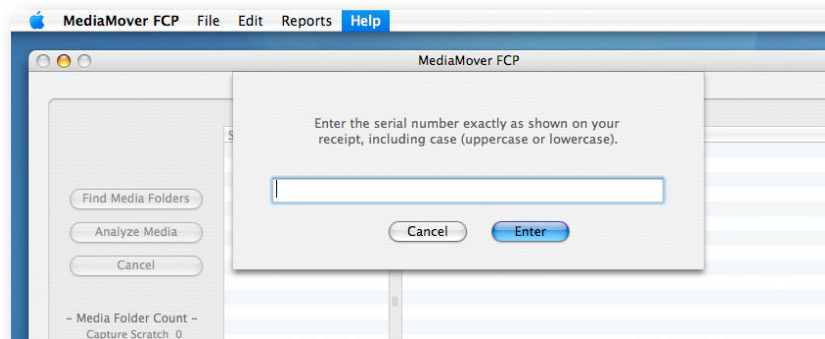 MediaMover FCP File Edit Reports Help
MediaMover FCP
Enter the serial number exactly as shown on your
receipt, including case (uppercase or lowercase).
S
Find Media Folders
Analyze Media
Cancel Enter
Cancel
– Media Folder Count –
Capture Scratch 0